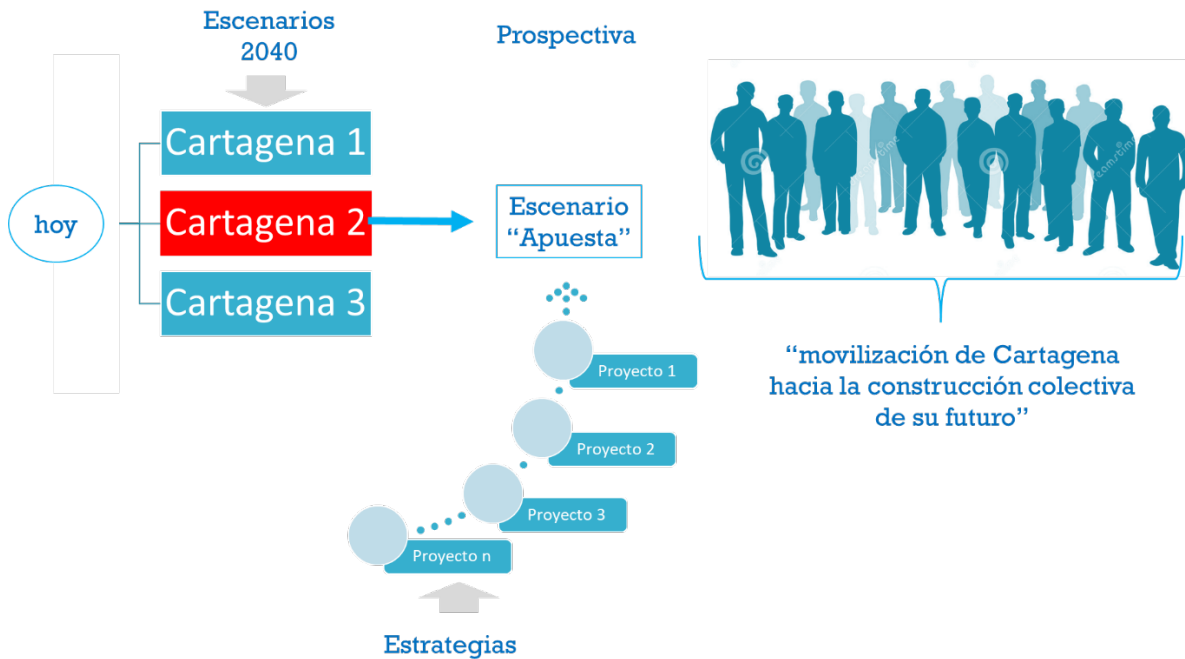 Escenarios
2040
Prospectiva
hoy
Cartagena 1
Cartagena 2
Cartagena 3
Escenario
“Apuesta”
Proyecto 1
Proyecto 2
Proyecto 3
Proyecto n
Estrategias
“movilización de Cartagena
hacia la construcción colectiva
de su futuro”